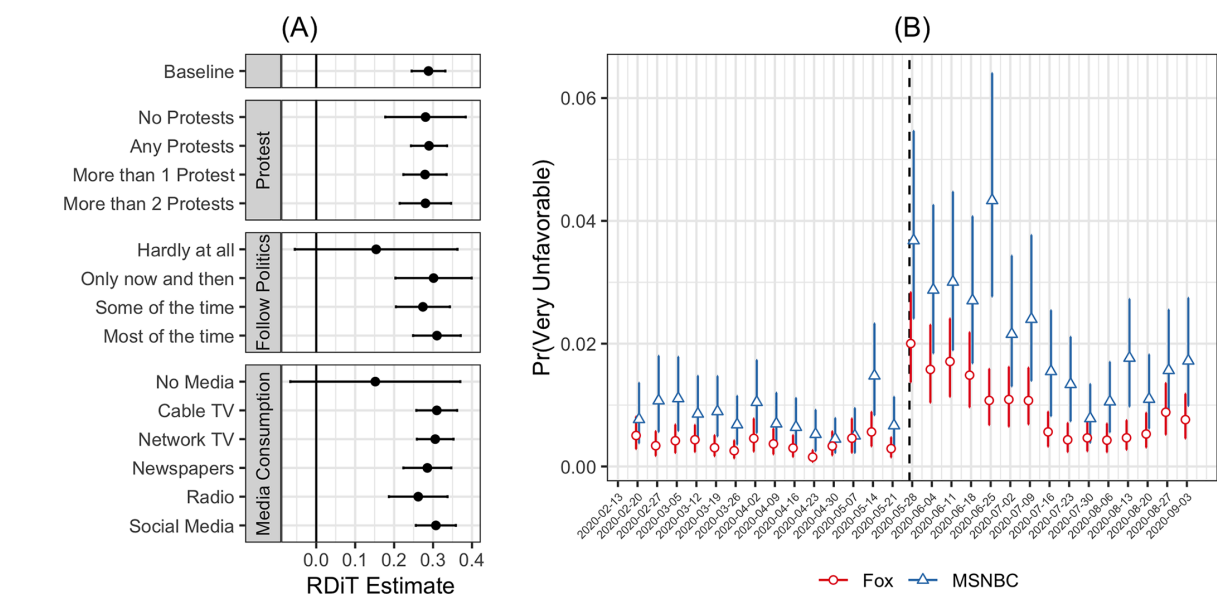 (A)
Baseline
Protest
No Protests
Any Protests
More than 1 Protest
More than 2 Protests
Follow Politics
Hardly at all
Only now and then
Some of the time
Most of the time
Media Consumption
No Media
Cable TV
Network TV
Newspapers
Radio
Social Media
0.0 0.1 0.2 0.3 0.4
RDiT Estimate
(B)
Pr(Very Unfavorable)
0.06
0.04
0.02
0.00
2020-02-13
2020-02-20
2020-02-27
2020-03-05
2020-03-12
2020-03-19
2020-03-26
2020-04-02
2020-04-09
2020-04-16
2020-04-23
2020-04-30
2020-05-07
2020-05-14
2020-05-21
2020-05-28
2020-06-04
2020-06-11
2020-06-18
2020-06-25
2020-07-02
2020-07-09
2020-07-16
2020-07-23
2020-07-30
2020-08-06
2020-08-13
2020-08-20
2020-08-27
2020-09-03
Fox MSNBC